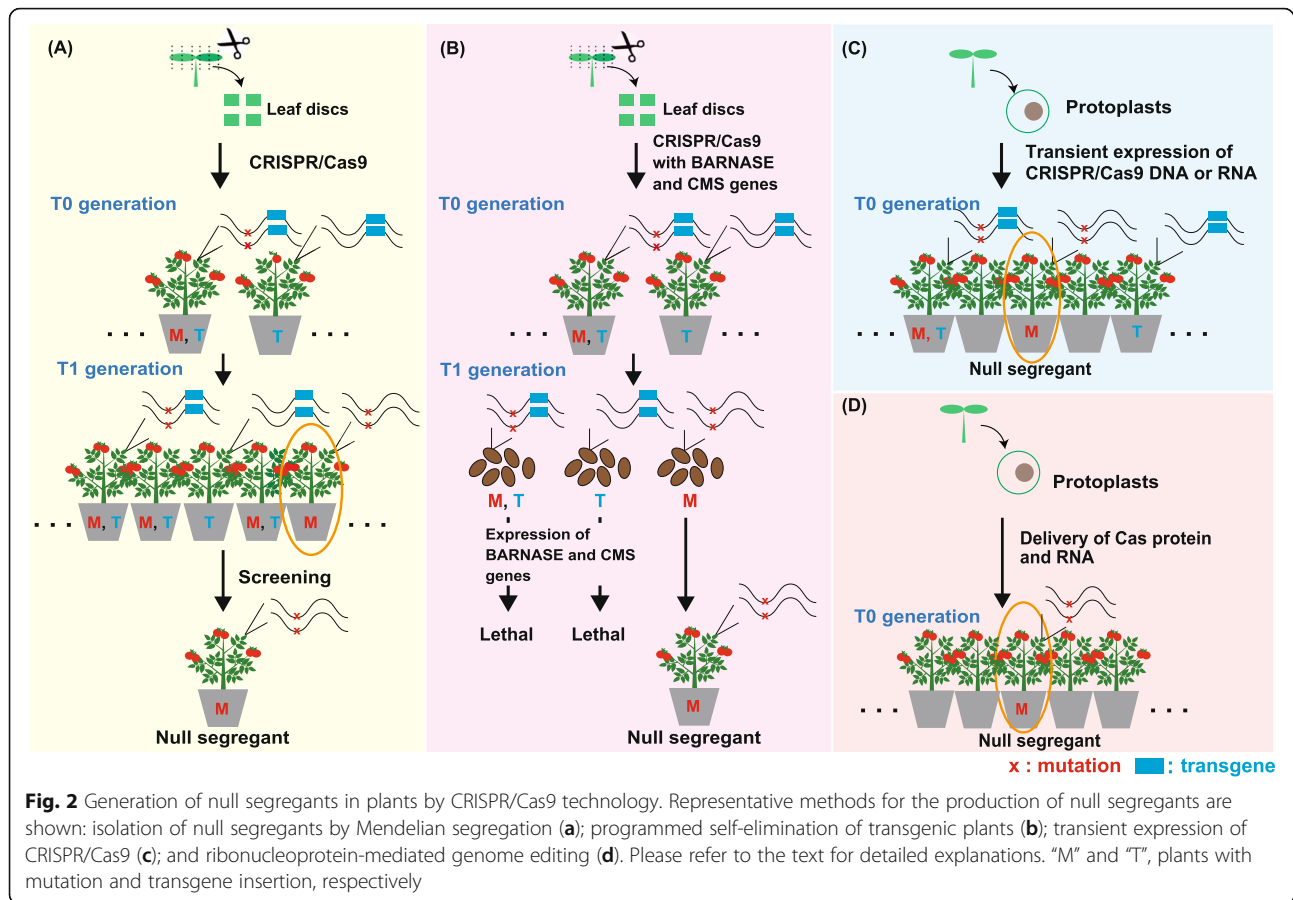 (A)
Leaf discs
CRISPR/Cas9
T0 generation
x
x
. . .
M, T
T
. . .
T1 generation
x
x
x
x
. . .
M, T
M, T
T
M, T
M
. . .
Screening
x
x
M
Null segregant
(B)
Leaf discs
CRISPR/Cas9
with BARNASE
and CMS genes
T0 generation
x
x
. . .
M, T
T
. . .
T1 generation
x
x
x
x
M, T
T
M
Expression of
BARNASE and CMS
genes
Lethal
Lethal
x
x
M
Null segregant
(C)
Protoplasts
Transient expression of
CRISPR/Cas9 DNA or RNA
T0 generation
x
x
x
x
. . .
M, T
M
T
. . .
Null segregant
(D)
Protoplasts
Delivery of Cas protein
and RNA
T0 generation
x
x
. . .
M
. . .
Null segregant
x : mutation : transgene
Fig. 2 Generation of null segregants in plants by CRISPR/Cas9 technology. Representative methods for the production of null segregants are
shown: isolation of null segregants by Mendelian segregation (a); programmed self-elimination of transgenic plants (b); transient expression of
CRISPR/Cas9 (c); and ribonucleoprotein-mediated genome editing (d). Please refer to the text for detailed explanations. “M” and “T”, plants with
mutation and transgene insertion, respectively